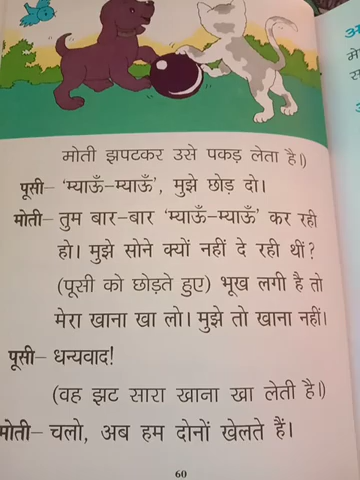 मोती झपटकर उसे पकड़ लेता है।)
पूसी– 'म्याऊँ-म्याऊँ', मुझे छोड़ दो।
मोती– तुम बार-बार 'म्याऊँ-म्याऊँ' कर रही
हो। मुझे सोने क्यों नहीं दे रही थीं?
(पूसी को छोड़ते हुए) भूख लगी है तो
मेरा खाना खा लो। मुझे तो खाना नहीं।
पूसी– धन्यवाद!
(वह झट सारा खाना खा लेती है।)
मोती– चलो, अब हम दोनों खेलते हैं।
60